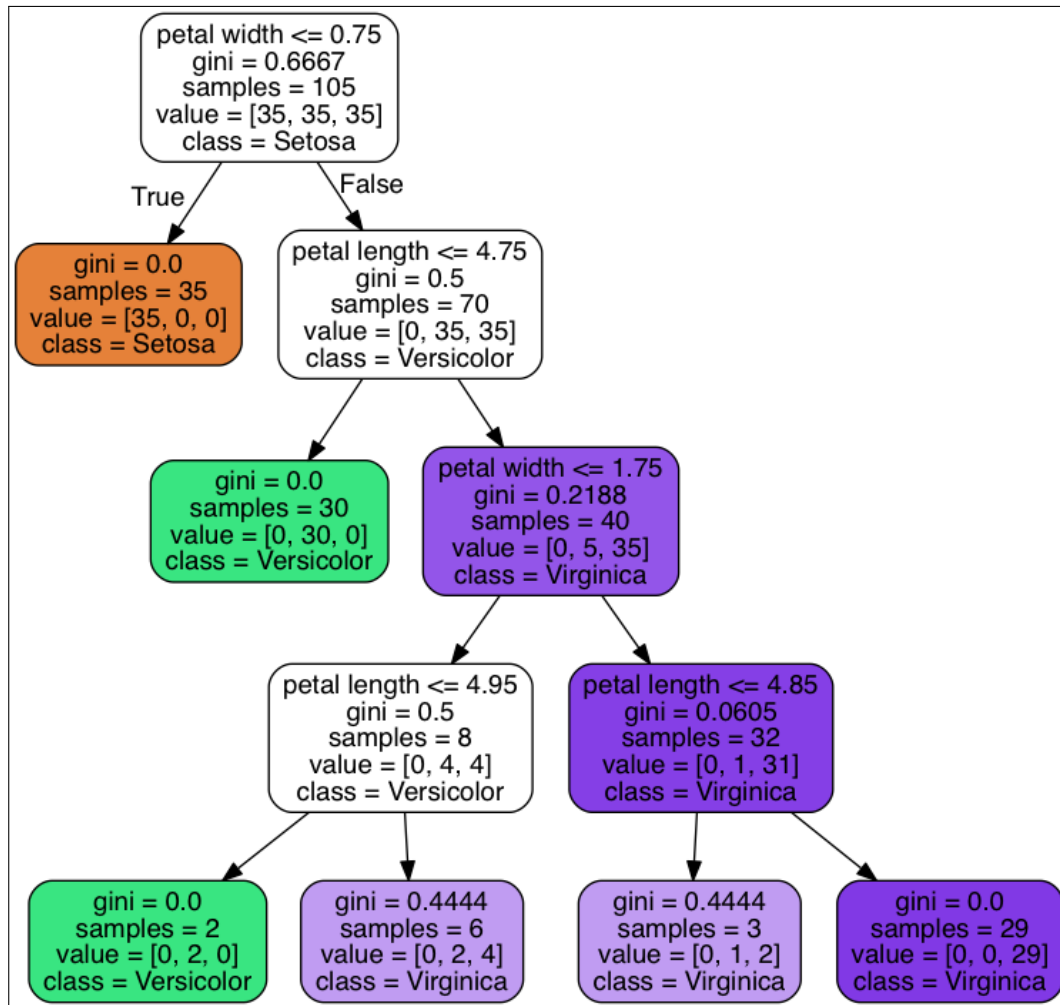 petal width <= 0.75
gini = 0.6667
samples = 105
value = [35, 35, 35]
class = Setosa
True
False
gini = 0.0
samples = 35
value = [35, 0, 0]
class = Setosa
petal length <= 4.75
gini = 0.5
samples = 70
value = [0, 35, 35]
class = Versicolor
gini = 0.0
samples = 30
value = [0, 30, 0]
class = Versicolor
petal width <= 1.75
gini = 0.2188
samples = 40
value = [0, 5, 35]
class = Virginica
petal length <= 4.95
gini = 0.5
samples = 8
value = [0, 4, 4]
class = Versicolor
petal length <= 4.85
gini = 0.0605
samples = 32
value = [0, 1, 31]
class = Virginica
gini = 0.0
samples = 2
value = [0, 2, 0]
class = Versicolor
gini = 0.4444
samples = 6
value = [0, 2, 4]
class = Virginica
gini = 0.4444
samples = 3
value = [0, 1, 2]
class = Virginica
gini = 0.0
samples = 29
value = [0, 0, 29]
class = Virginica